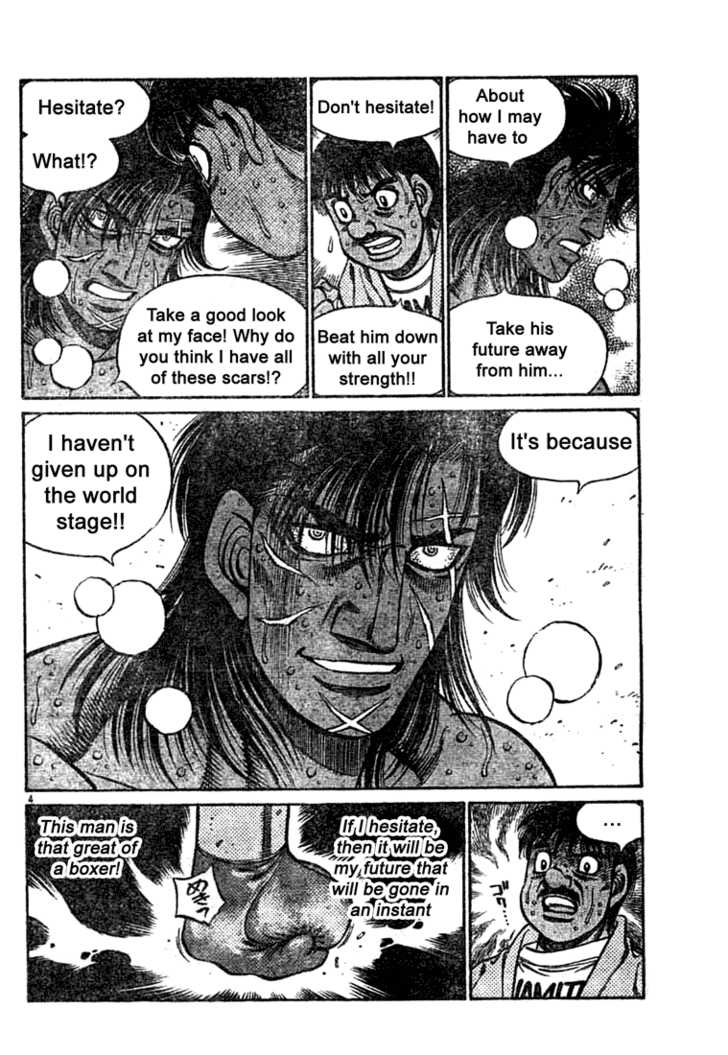 About
how I may
have to
Take his
future away
from him...
Don't hesitate!
Beat him down
with all your
strength!!
Hesitate?
What!?
Take a good look
at my face! Why do
you think I have all
of these scars!?
It's because
I haven't
given up on
the world
stage!!
4
...
If I hesitate,
then it will be
my future that
will be gone in
an instant
This man is
that great of
a boxer!
めきっ